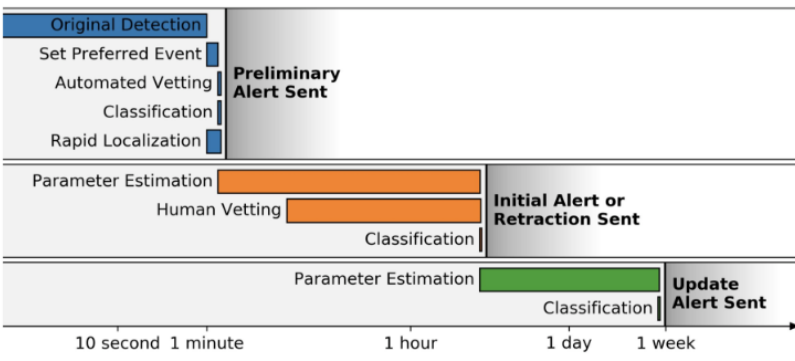 Original Detection
Set Preferred Event
Automated Vetting
Classification
Rapid Localization
Preliminary
Alert Sent
Parameter Estimation
Human Vetting
Classification
Initial Alert or
Retraction Sent
Parameter Estimation
Classification
Update
Alert Sent
10 second 1 minute 1 hour 1 day 1 week